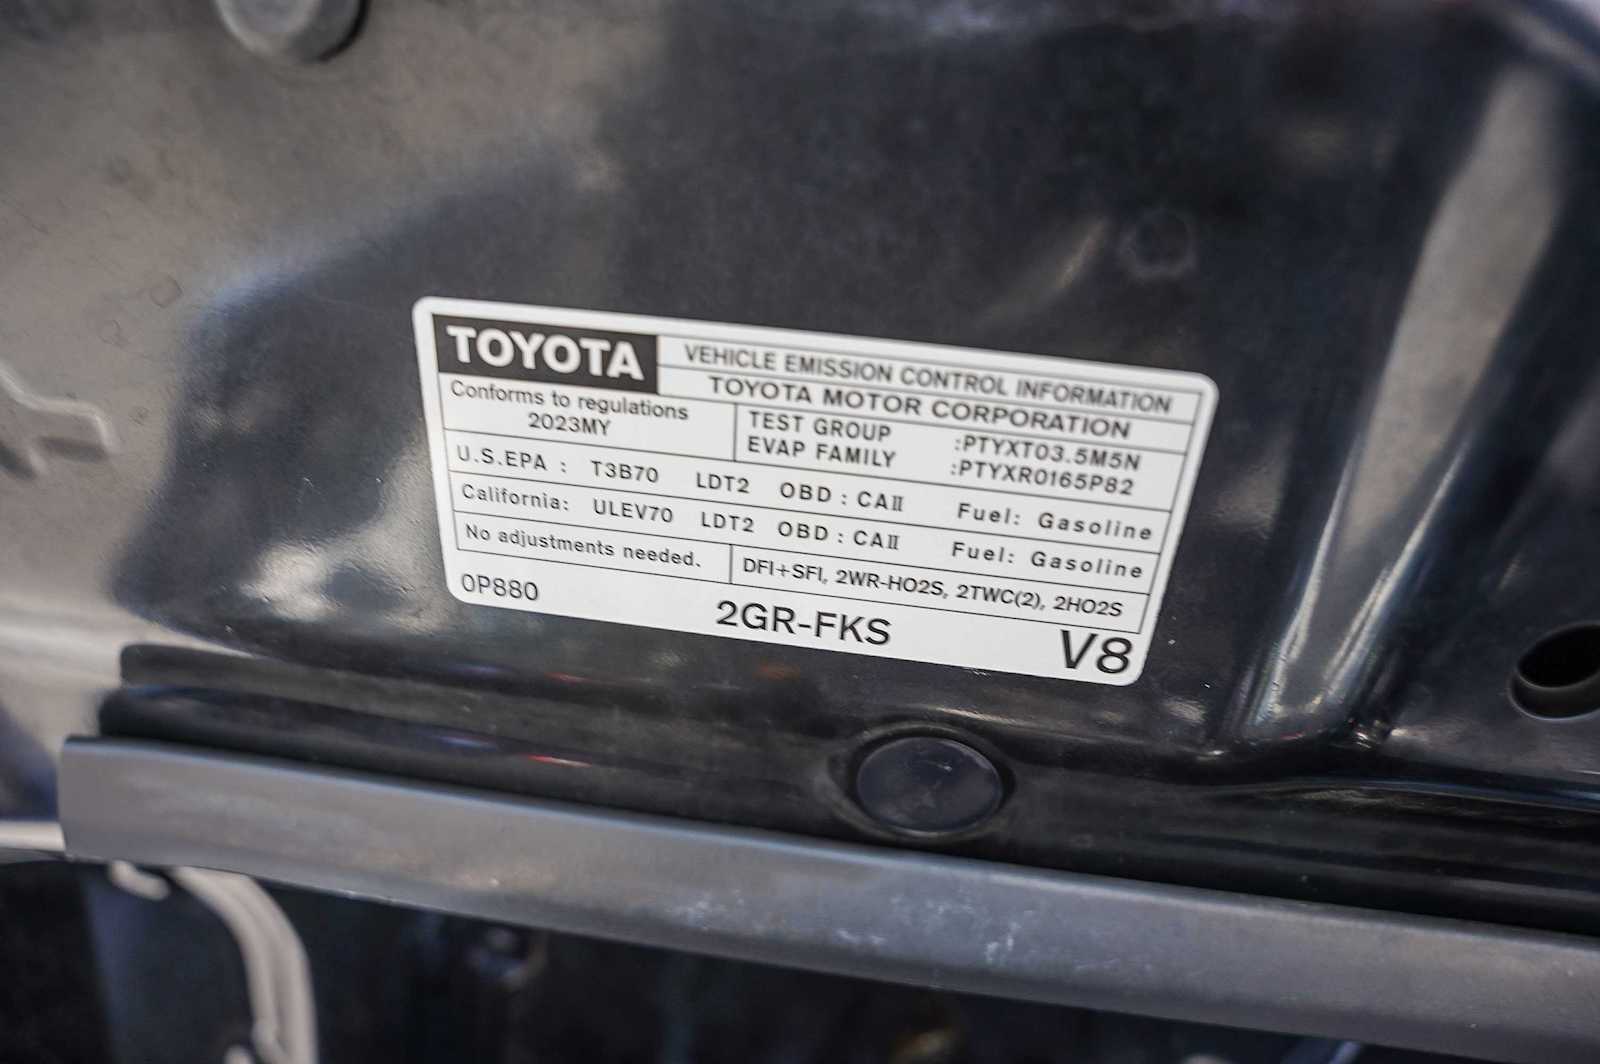 TOYOTA VEHICLE EMISSION CONTROL INFORMATION
TOYOTA MOTOR CORPORATION
Conforms to regulations
2023MY
TEST GROUP :PTYXT03.5M5N
EVAP FAMILY :PTYXR0165P82
U.S.EPA : T3B70 LDT2 OBD : CAII Fuel: Gasoline
California: ULEV70 LDT2 OBD : CAII Fuel: Gasoline
No adjustments needed. DFI+SFI, 2WR-HO2S, 2TWC(2), 2HO2S
0P880 2GR-FKS V8